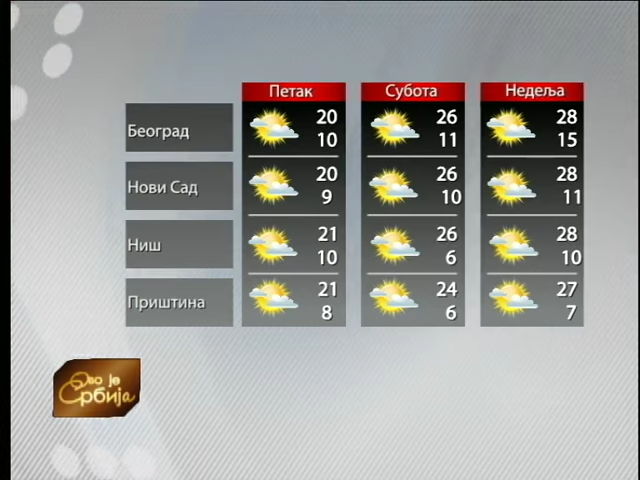 Петак Субота Недеља
Београд 20 26 28
10 11 15
Нови Сад 20 26 28
9 10 11
Ниш 21 26 28
10 6 10
Приштина 21 24 27
8 6 7
Ово је
Србија